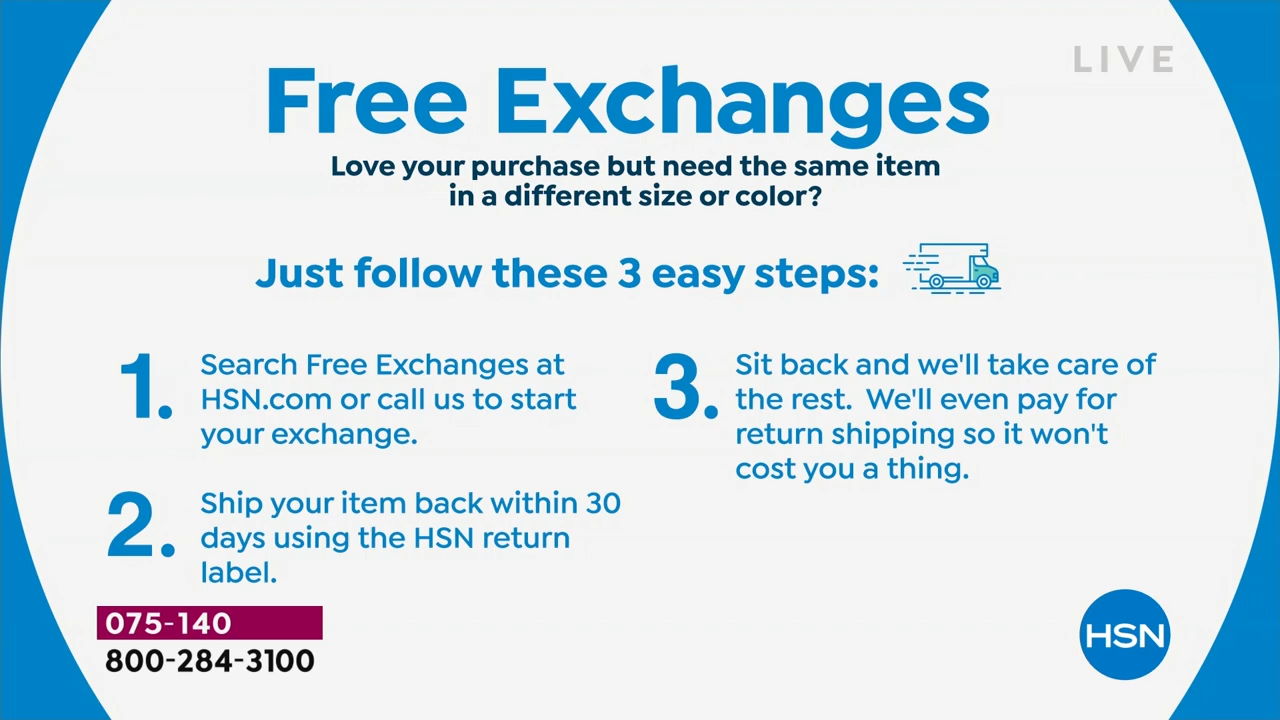 LIVE
Free Exchanges
Love your purchase but need the same item
in a different size or color?
Just follow these 3 easy steps:
1. Search Free Exchanges at
HSN.com or call us to start
your exchange.
2. Ship your item back within 30
days using the HSN return
label.
3. Sit back and we'll take care of
the rest. We'll even pay for
return shipping so it won't
cost you a thing.
075-140
800-284-3100
HSN